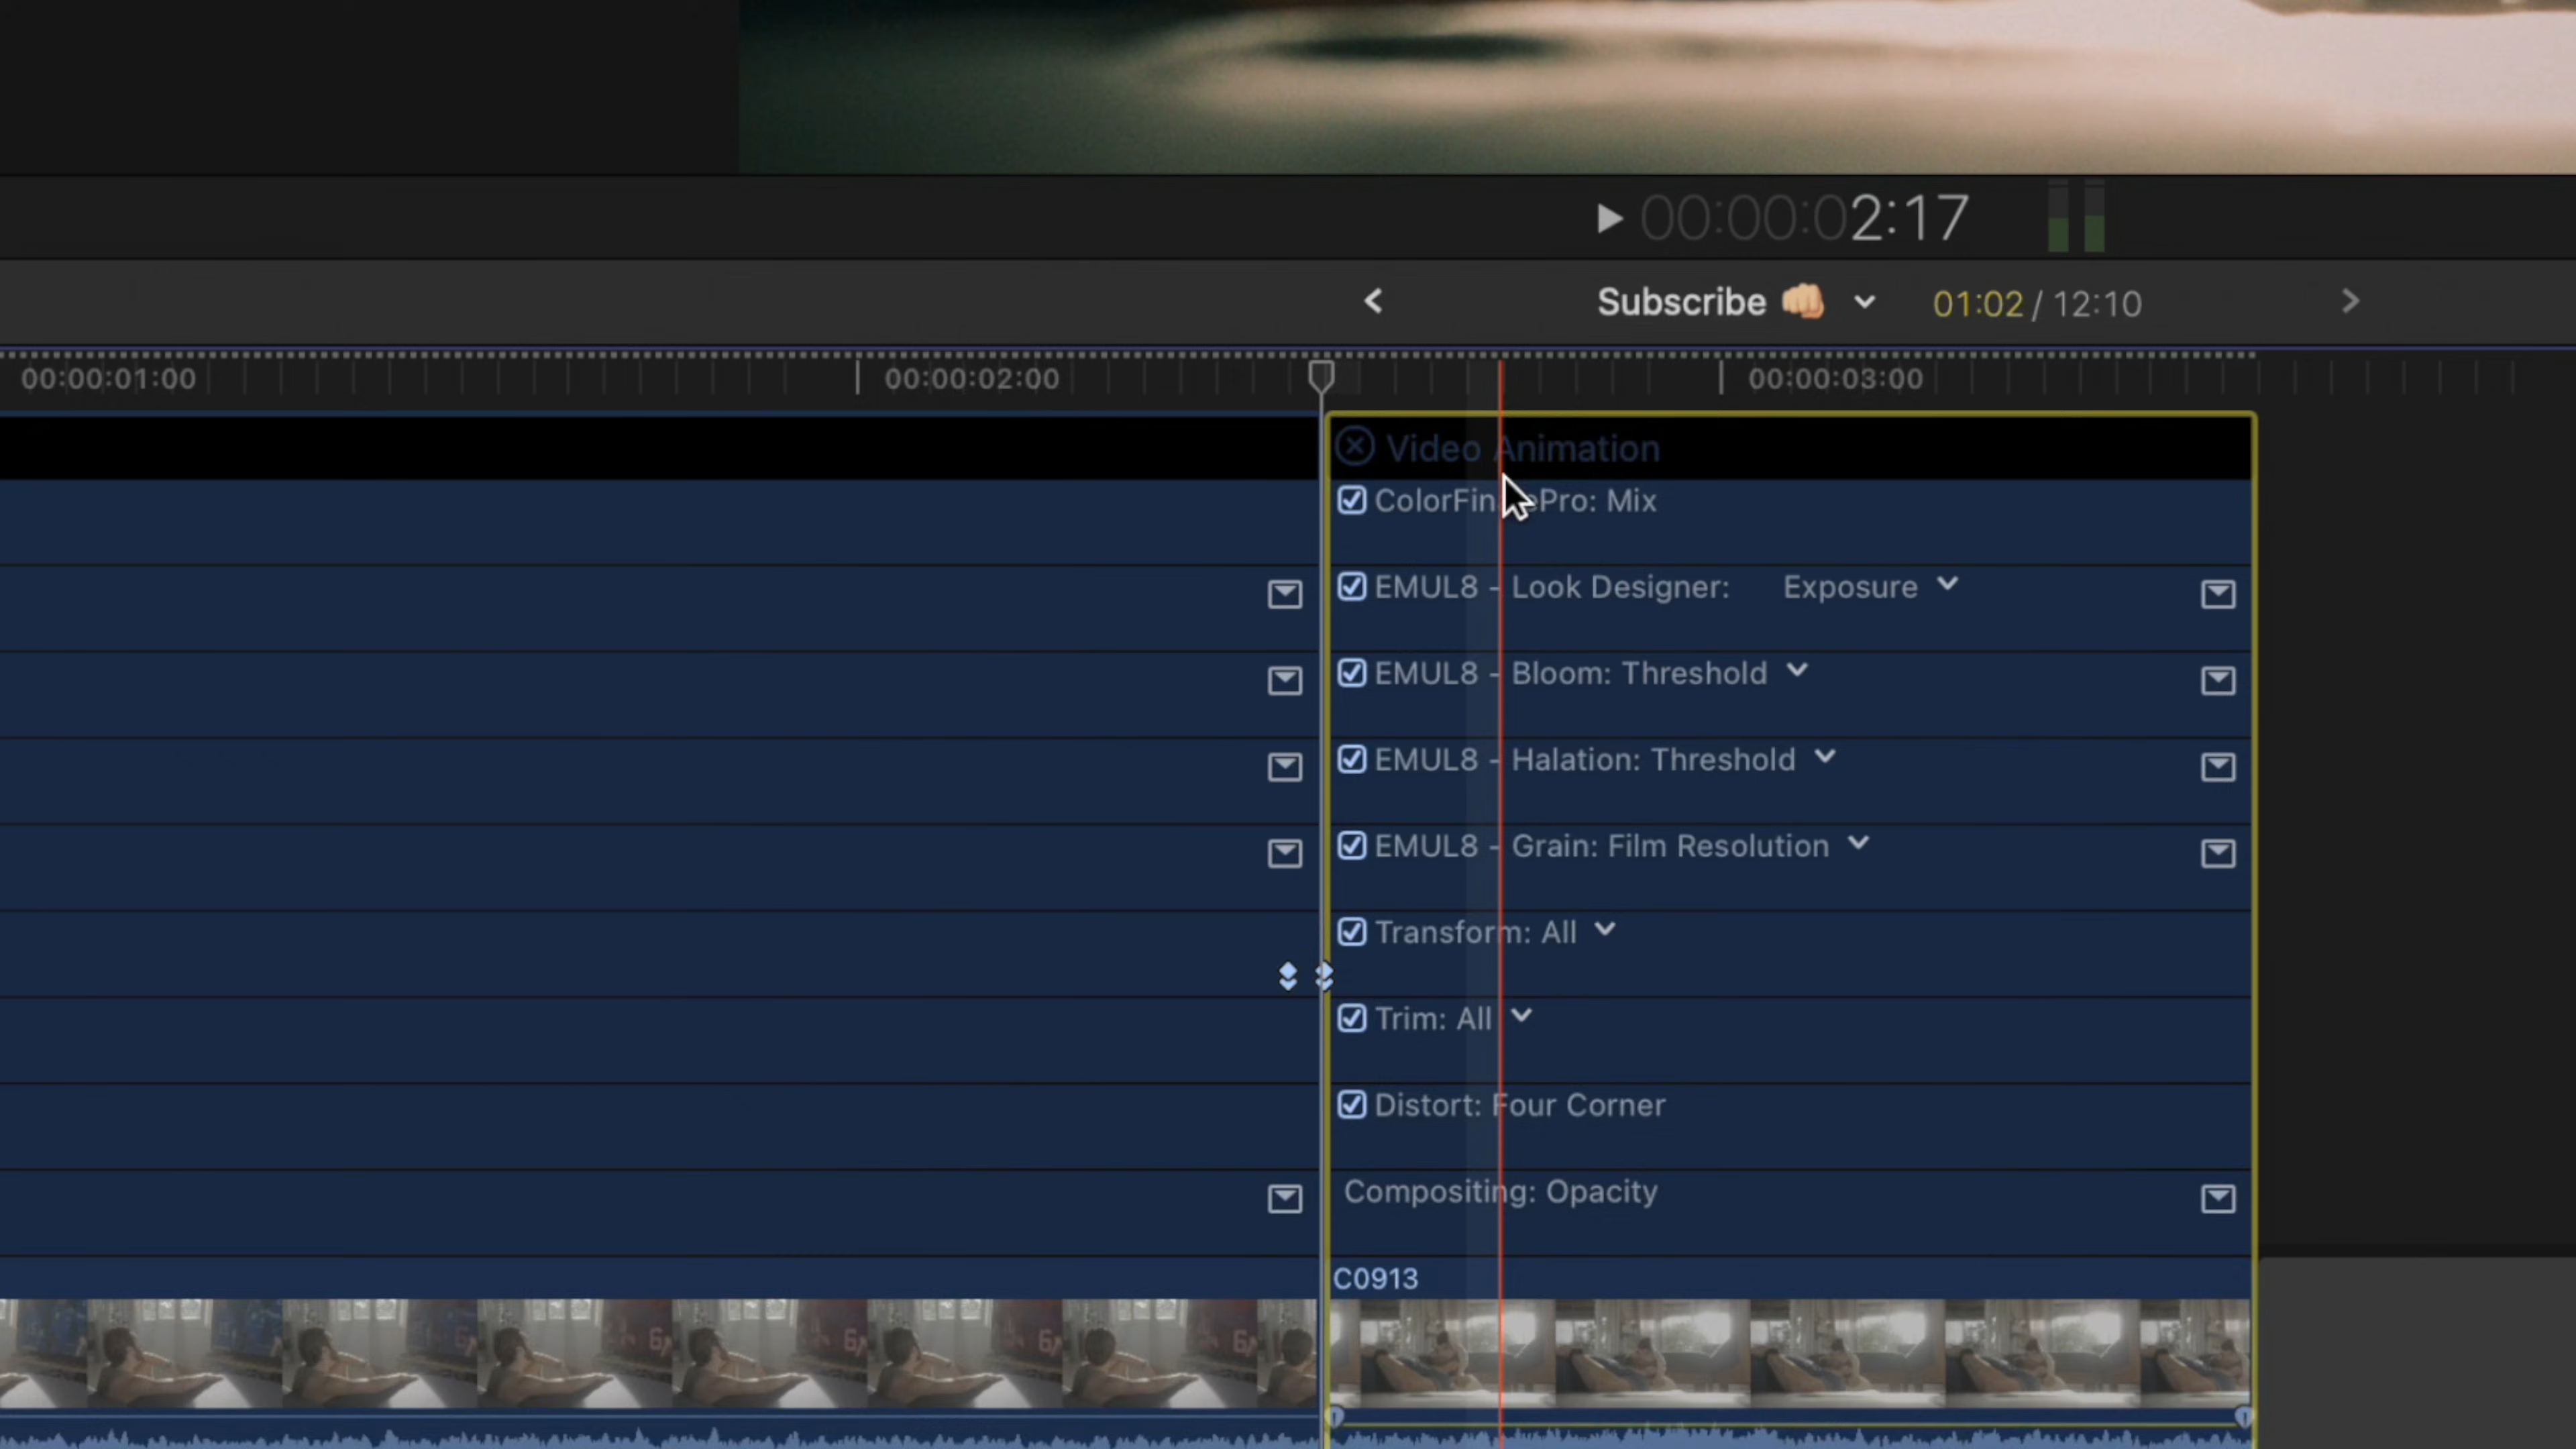 00:00:02:17
Subscribe 👊🏼 01:02 / 12:10
00:00:01:00 00:00:02:00 00:00:03:00
Video Animation
ColorFin Pro: Mix
EMUL8 - Look Designer: Exposure
EMUL8 - Bloom: Threshold
EMUL8 - Halation: Threshold
EMUL8 - Grain: Film Resolution
Transform: All
Trim: All
Distort: Four Corner
Compositing: Opacity
C0913